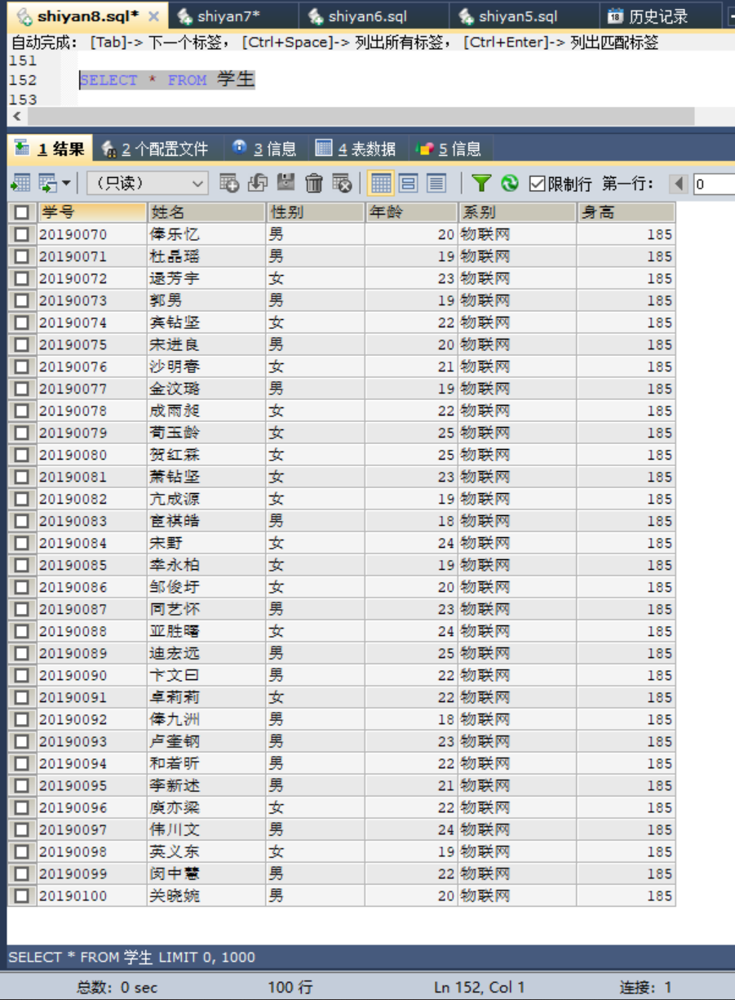 shiyan8.sql* shiyan7* shiyan6.sql shiyan5.sql 18 历史记录
自动完成: [Tab]-> 下一个标签, [Ctrl+Space]-> 列出所有标签, [Ctrl+Enter]-> 列出匹配标签
151
152 SELECT * FROM 学生
153
1 结果 2 个配置文件 3 信息 4 表数据 5 信息
(只读) 限制行 第一行: 0
学号 姓名 性别 年龄 系别 身高
20190070 俸乐忆 男 20 物联网 185
20190071 杜晶瑶 男 19 物联网 185
20190072 逯芳宇 女 23 物联网 185
20190073 郭男 男 19 物联网 185
20190074 宾钻坚 女 22 物联网 185
20190075 宋进良 男 20 物联网 185
20190076 沙明春 女 21 物联网 185
20190077 金汶璐 男 19 物联网 185
20190078 成雨昶 女 22 物联网 185
20190079 荀玉龄 女 25 物联网 185
20190080 贺红霖 女 25 物联网 185
20190081 萧钻坚 女 23 物联网 185
20190082 亢成源 女 19 物联网 185
20190083 宦祺皓 男 18 物联网 185
20190084 宋野 女 24 物联网 185
20190085 幸永柏 女 19 物联网 185
20190086 邹俊圩 女 20 物联网 185
20190087 同艺怀 男 23 物联网 185
20190088 亚胜曙 女 24 物联网 185
20190089 迪宏远 男 25 物联网 185
20190090 卞文曰 男 22 物联网 185
20190091 卓莉莉 女 22 物联网 185
20190092 俸九洲 男 18 物联网 185
20190093 卢奎钢 男 23 物联网 185
20190094 和若昕 男 22 物联网 185
20190095 李新述 男 21 物联网 185
20190096 庾亦梁 女 22 物联网 185
20190097 伟川文 男 24 物联网 185
20190098 英义东 女 19 物联网 185
20190099 闵中慧 男 22 物联网 185
20190100 关晓婉 男 20 物联网 185
SELECT * FROM 学生 LIMIT 0, 1000
总数: 0 sec 100 行 Ln 152, Col 1 连接: 1